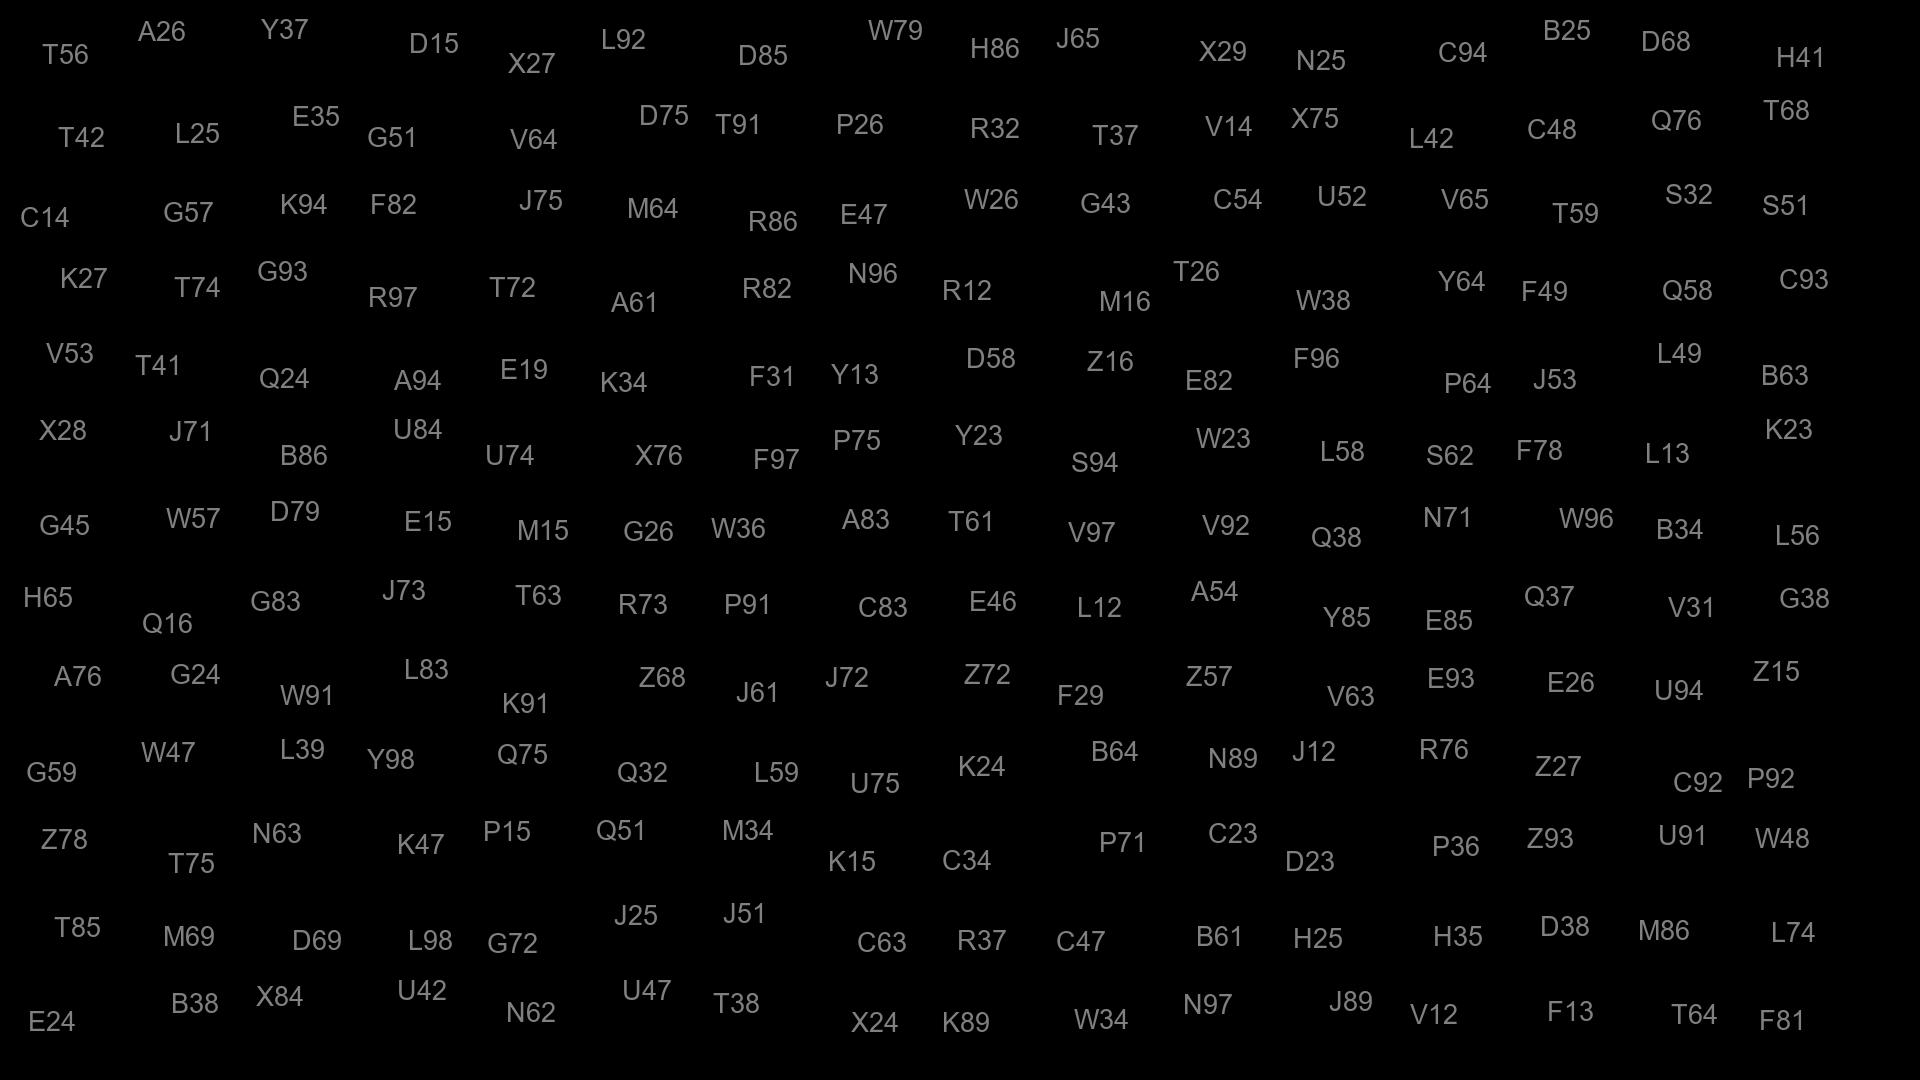 T56 A26 Y37 D15 X27 L92 D85 W79 H86 J65 X29 N25 C94 B25 D68 H41
T42 L25 E35 G51 V64 D75 T91 P26 R32 T37 V14 X75 L42 C48 Q76 T68
C14 G57 K94 F82 J75 M64 R86 E47 W26 G43 C54 U52 V65 T59 S32 S51
K27 T74 G93 R97 T72 A61 R82 N96 R12 M16 T26 W38 Y64 F49 Q58 C93
V53 T41 Q24 A94 E19 K34 F31 Y13 D58 Z16 E82 F96 P64 J53 L49 B63
X28 J71 B86 U84 U74 X76 F97 P75 Y23 S94 W23 L58 S62 F78 L13 K23
G45 W57 D79 E15 M15 G26 W36 A83 T61 V97 V92 Q38 N71 W96 B34 L56
H65 Q16 G83 J73 T63 R73 P91 C83 E46 L12 A54 Y85 E85 Q37 V31 G38
A76 G24 W91 L83 K91 Z68 J61 J72 Z72 F29 Z57 V63 E93 E26 U94 Z15
G59 W47 L39 Y98 Q75 Q32 L59 U75 K24 B64 N89 J12 R76 Z27 C92 P92
Z78 T75 N63 K47 P15 Q51 M34 K15 C34 P71 C23 D23 P36 Z93 U91 W48
T85 M69 D69 L98 G72 J25 J51 C63 R37 C47 B61 H25 H35 D38 M86 L74
E24 B38 X84 U42 N62 U47 T38 X24 K89 W34 N97 J89 V12 F13 T64 F81